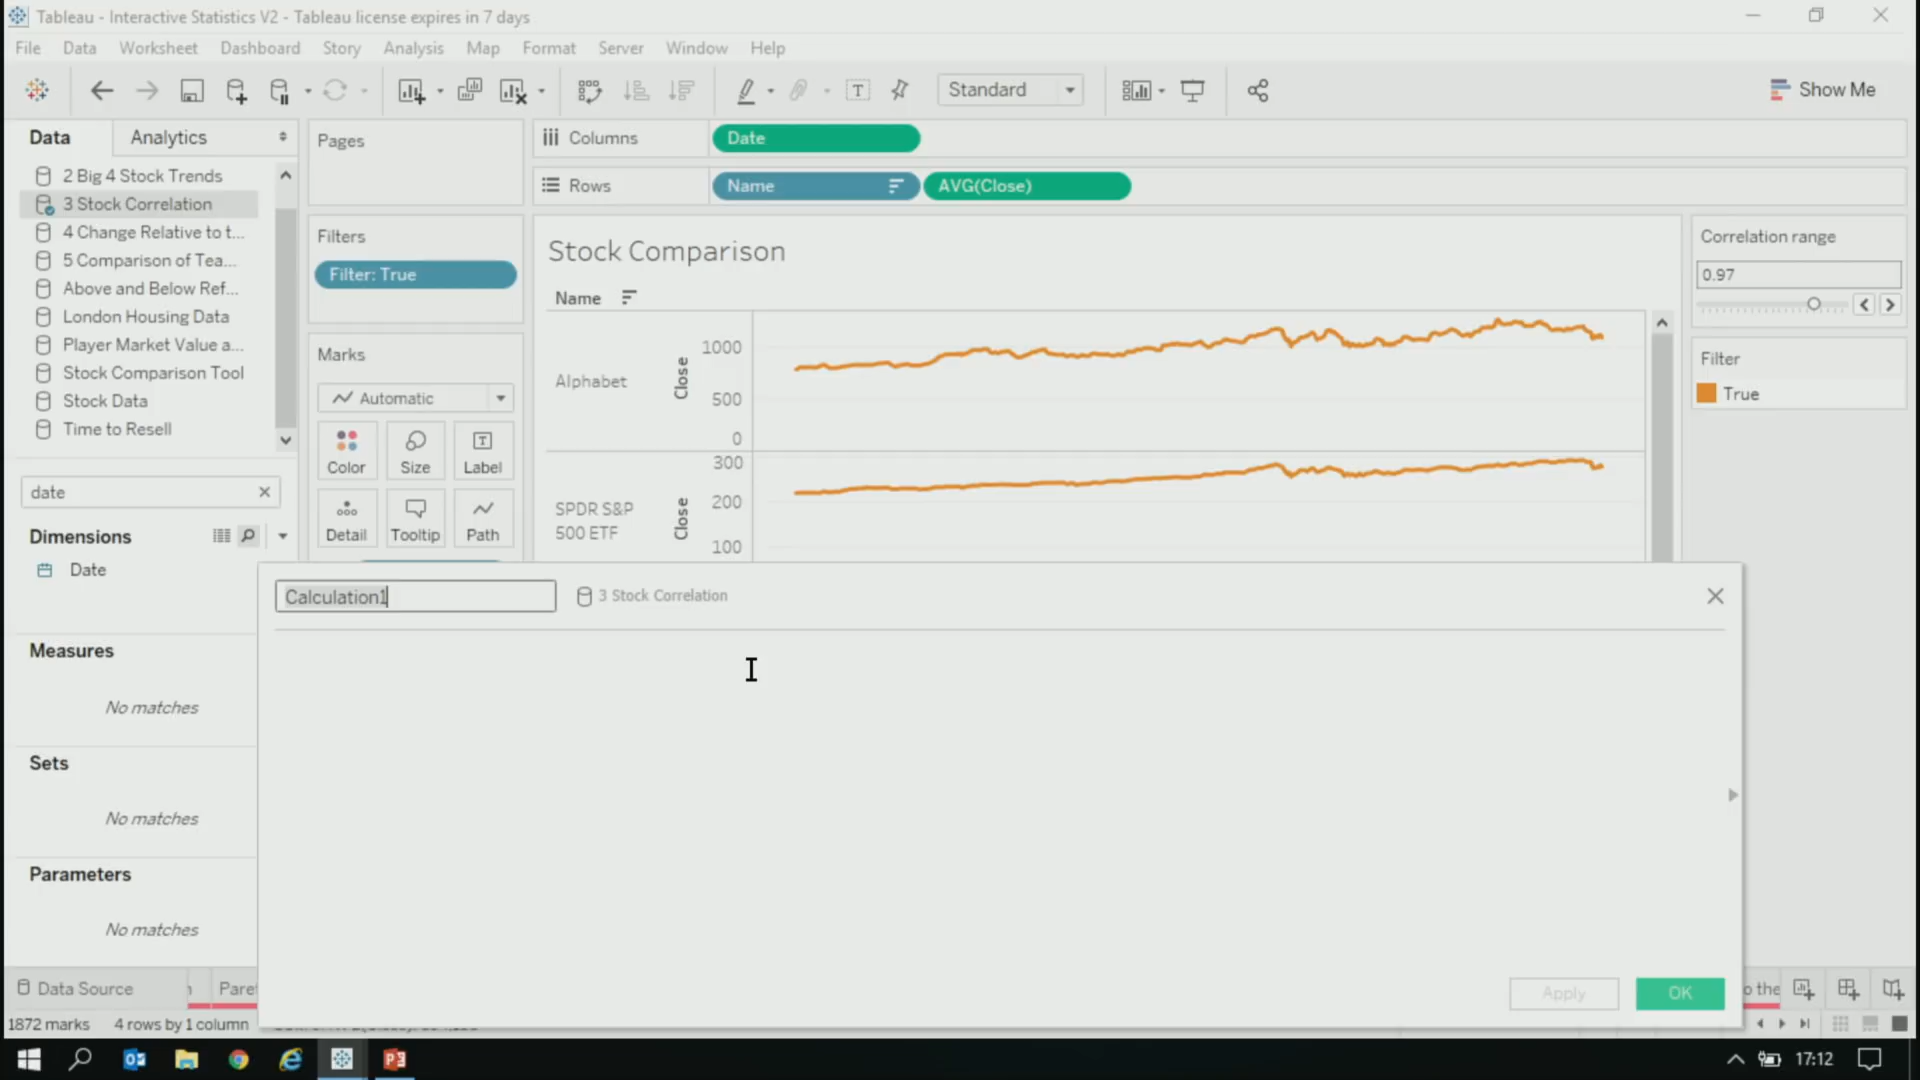 Tableau - Interactive Statistics V2 - Tableau license expires in 7 days
File Data Worksheet Dashboard Story Analysis Map Format Server Window Help
Standard
Show Me
Data
Analytics
2 Big 4 Stock Trends
3 Stock Correlation
4 Change Relative to t...
5 Comparison of Tea...
Above and Below Ref...
London Housing Data
Player Market Value a...
Stock Comparison Tool
Stock Data
Time to Resell
date
Dimensions
Date
Measures
No matches
Sets
No matches
Parameters
No matches
Pages
Filters
Filter: True
Marks
Automatic
Color
Size
Label
Detail
Tooltip
Path
Columns
Date
Rows
Name
AVG(Close)
Stock Comparison
Name
Alphabet
Close
1000
500
0
SPDR S&P
500 ETF
Close
300
200
100
Correlation range
0.97
Filter
True
Calculation1
3 Stock Correlation
Apply
OK
Data Source
n
Pare
o the
1872 marks
4 rows by 1 column
17:12